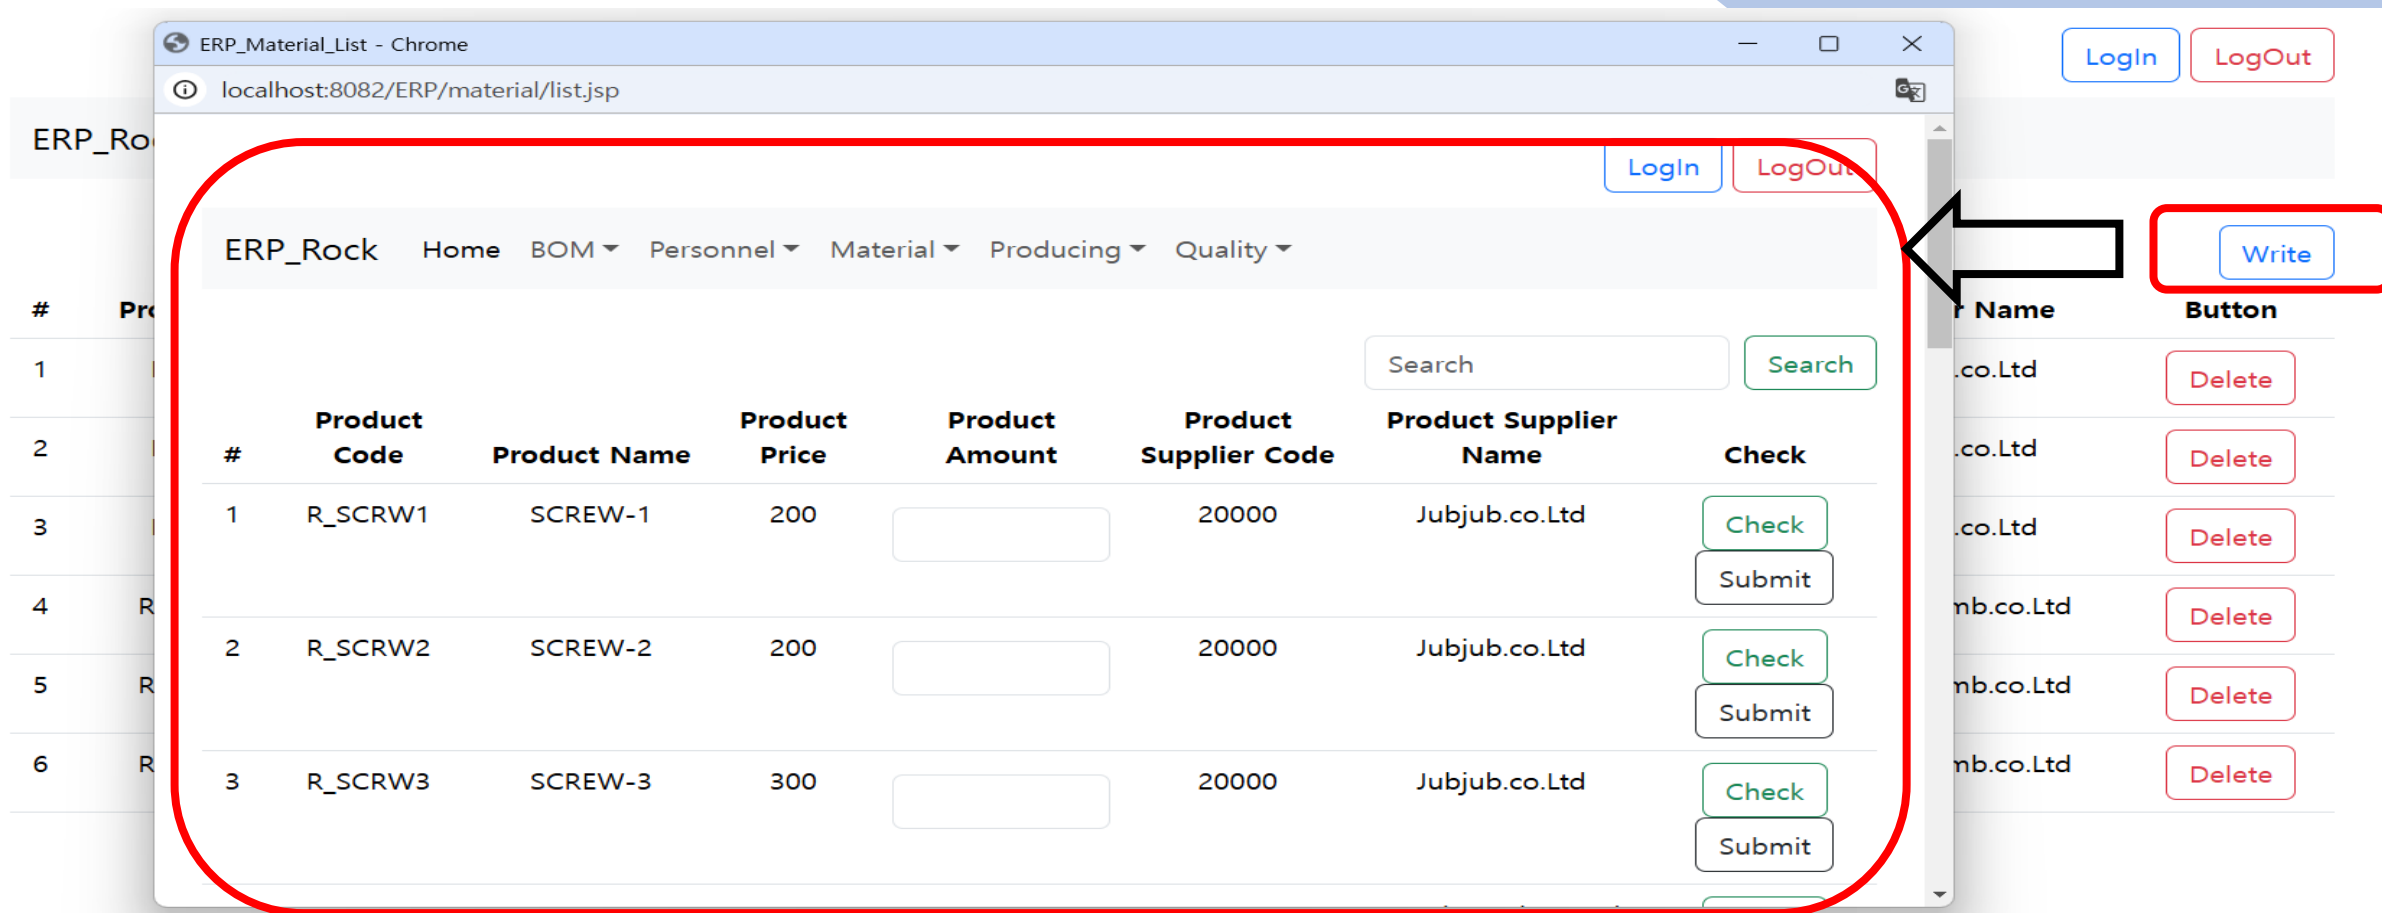 ERP_Material_List - Chrome
localhost:8082/ERP/material/list.jsp
LogIn LogOut
LogIn LogOut
ERP_Rock Home BOM Personnel Material Producing Quality
Write
# Name Button
Search Search
# Product Code Product Name Product Price Product Amount Product Supplier Code Product Supplier Name Check
1 R_SCRW1 SCREW-1 200 20000 Jubjub.co.Ltd Check
Submit
2 R_SCRW2 SCREW-2 200 20000 Jubjub.co.Ltd Check
Submit
3 R_SCRW3 SCREW-3 300 20000 Jubjub.co.Ltd Check
Submit
1 .co.Ltd Delete
2 .co.Ltd Delete
3 .co.Ltd Delete
4 mb.co.Ltd Delete
5 mb.co.Ltd Delete
6 mb.co.Ltd Delete